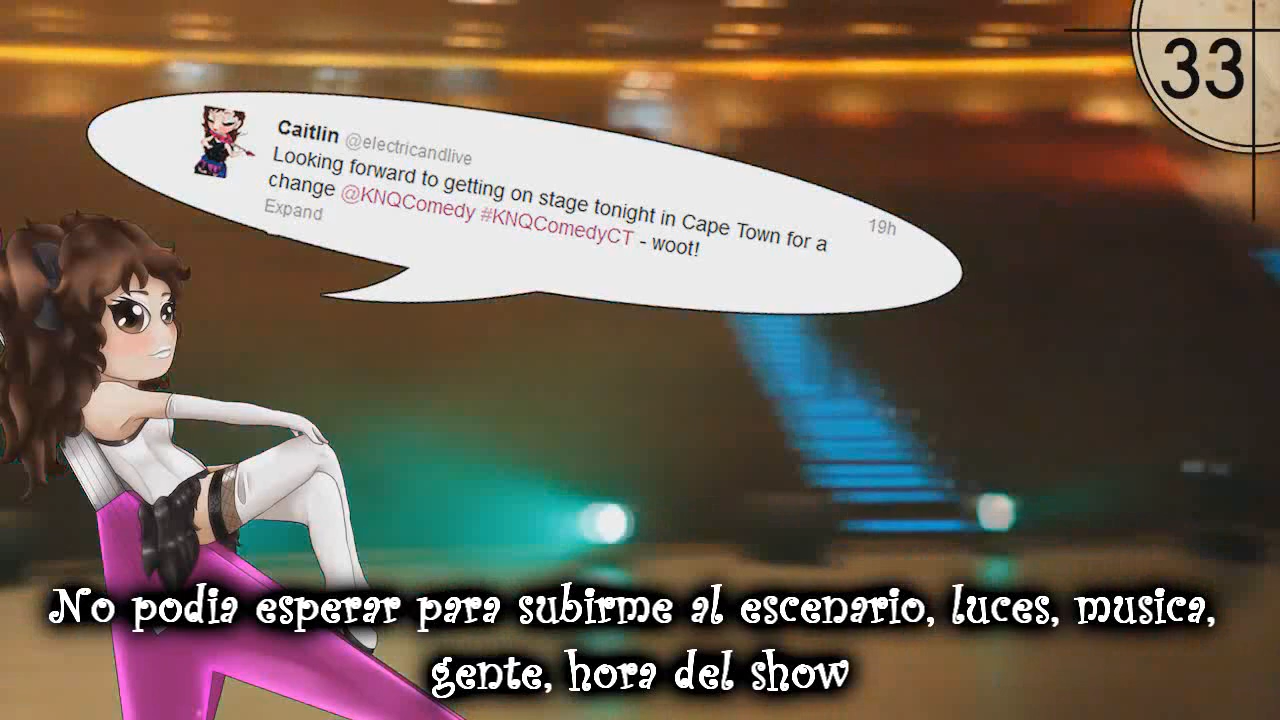 33
Caitlin @electricandlive
Looking forward to getting on stage tonight in Cape Town for a
change @KNQComedy #KNQComedyCT - woot!
Expand
19h
No podia esperar para subirme al escenario, luces, musica,
gente, hora del show